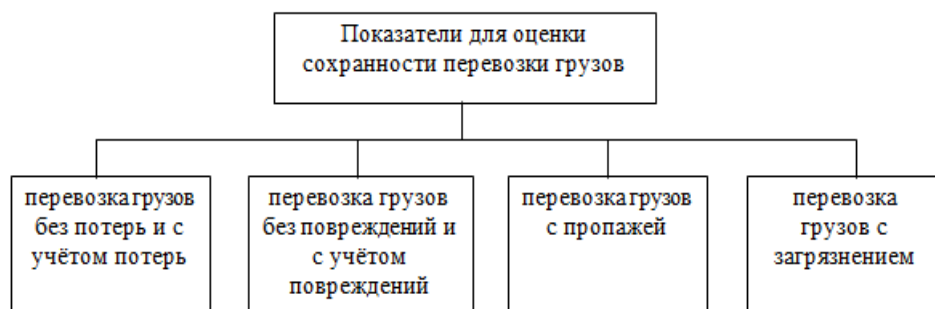 Показатели для оценки
сохранности перевозки грузов
перевозка грузов
без потерь и с
учётом потерь
перевозка грузов
без повреждений и
с учётом
повреждений
перевозка грузов
с пропажей
перевозка
грузов с
загрязнением